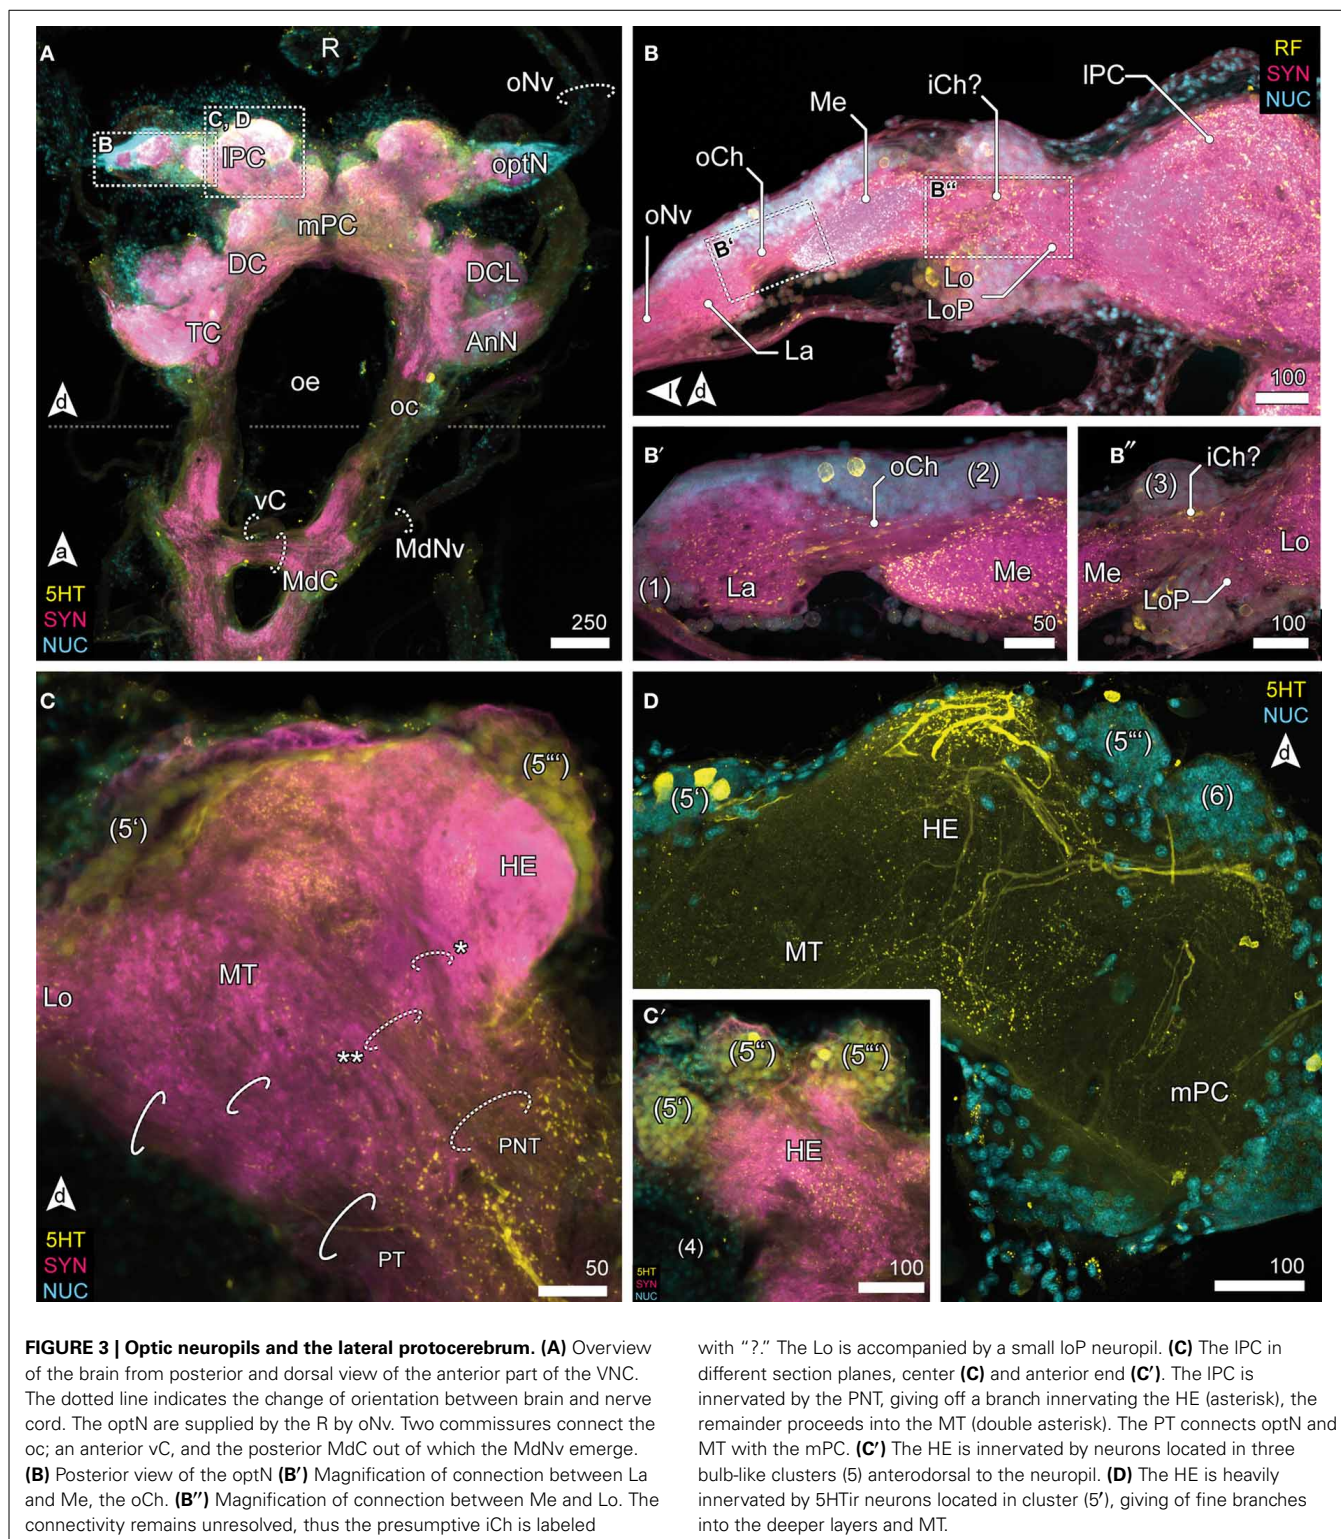 A
R
oNv
C, D
B
lPC
optN
mPC
DC
DCL
TC
AnN
oe
d
oc
vC
a
MdNv
MdC
5HT
SYN
NUC
250
B
RF
SYN
NUC
lPC
iCh?
Me
oCh
B“
oNv
B‘
Lo
LoP
La
l
d
100
B′
oCh
(2)
(1)
La
Me
50
B″
iCh?
(3)
Lo
Me
LoP
100
C
(5“‘)
(5‘)
HE
*
MT
Lo
**
PNT
d
PT
5HT
SYN
NUC
50
D
5HT
NUC
d
(5“‘)
(5‘)
(6)
HE
MT
mPC
100
C′
(5“)
(5“‘)
(5‘)
HE
(4)
5HT
SYN
NUC
100
FIGURE 3 | Optic neuropils and the lateral protocerebrum. (A) Overview
of the brain from posterior and dorsal view of the anterior part of the VNC.
The dotted line indicates the change of orientation between brain and nerve
cord. The optN are supplied by the R by oNv. Two commissures connect the
oc; an anterior vC, and the posterior MdC out of which the MdNv emerge.
(B) Posterior view of the optN (B′) Magnification of connection between La
and Me, the oCh. (B″) Magnification of connection between Me and Lo. The
connectivity remains unresolved, thus the presumptive iCh is labeled
with “?.” The Lo is accompanied by a small loP neuropil. (C) The lPC in
different section planes, center (C) and anterior end (C′). The lPC is
innervated by the PNT, giving off a branch innervating the HE (asterisk), the
remainder proceeds into the MT (double asterisk). The PT connects optN and
MT with the mPC. (C′) The HE is innervated by neurons located in three
bulb-like clusters (5) anterodorsal to the neuropil. (D) The HE is heavily
innervated by 5HTir neurons located in cluster (5′), giving of fine branches
into the deeper layers and MT.